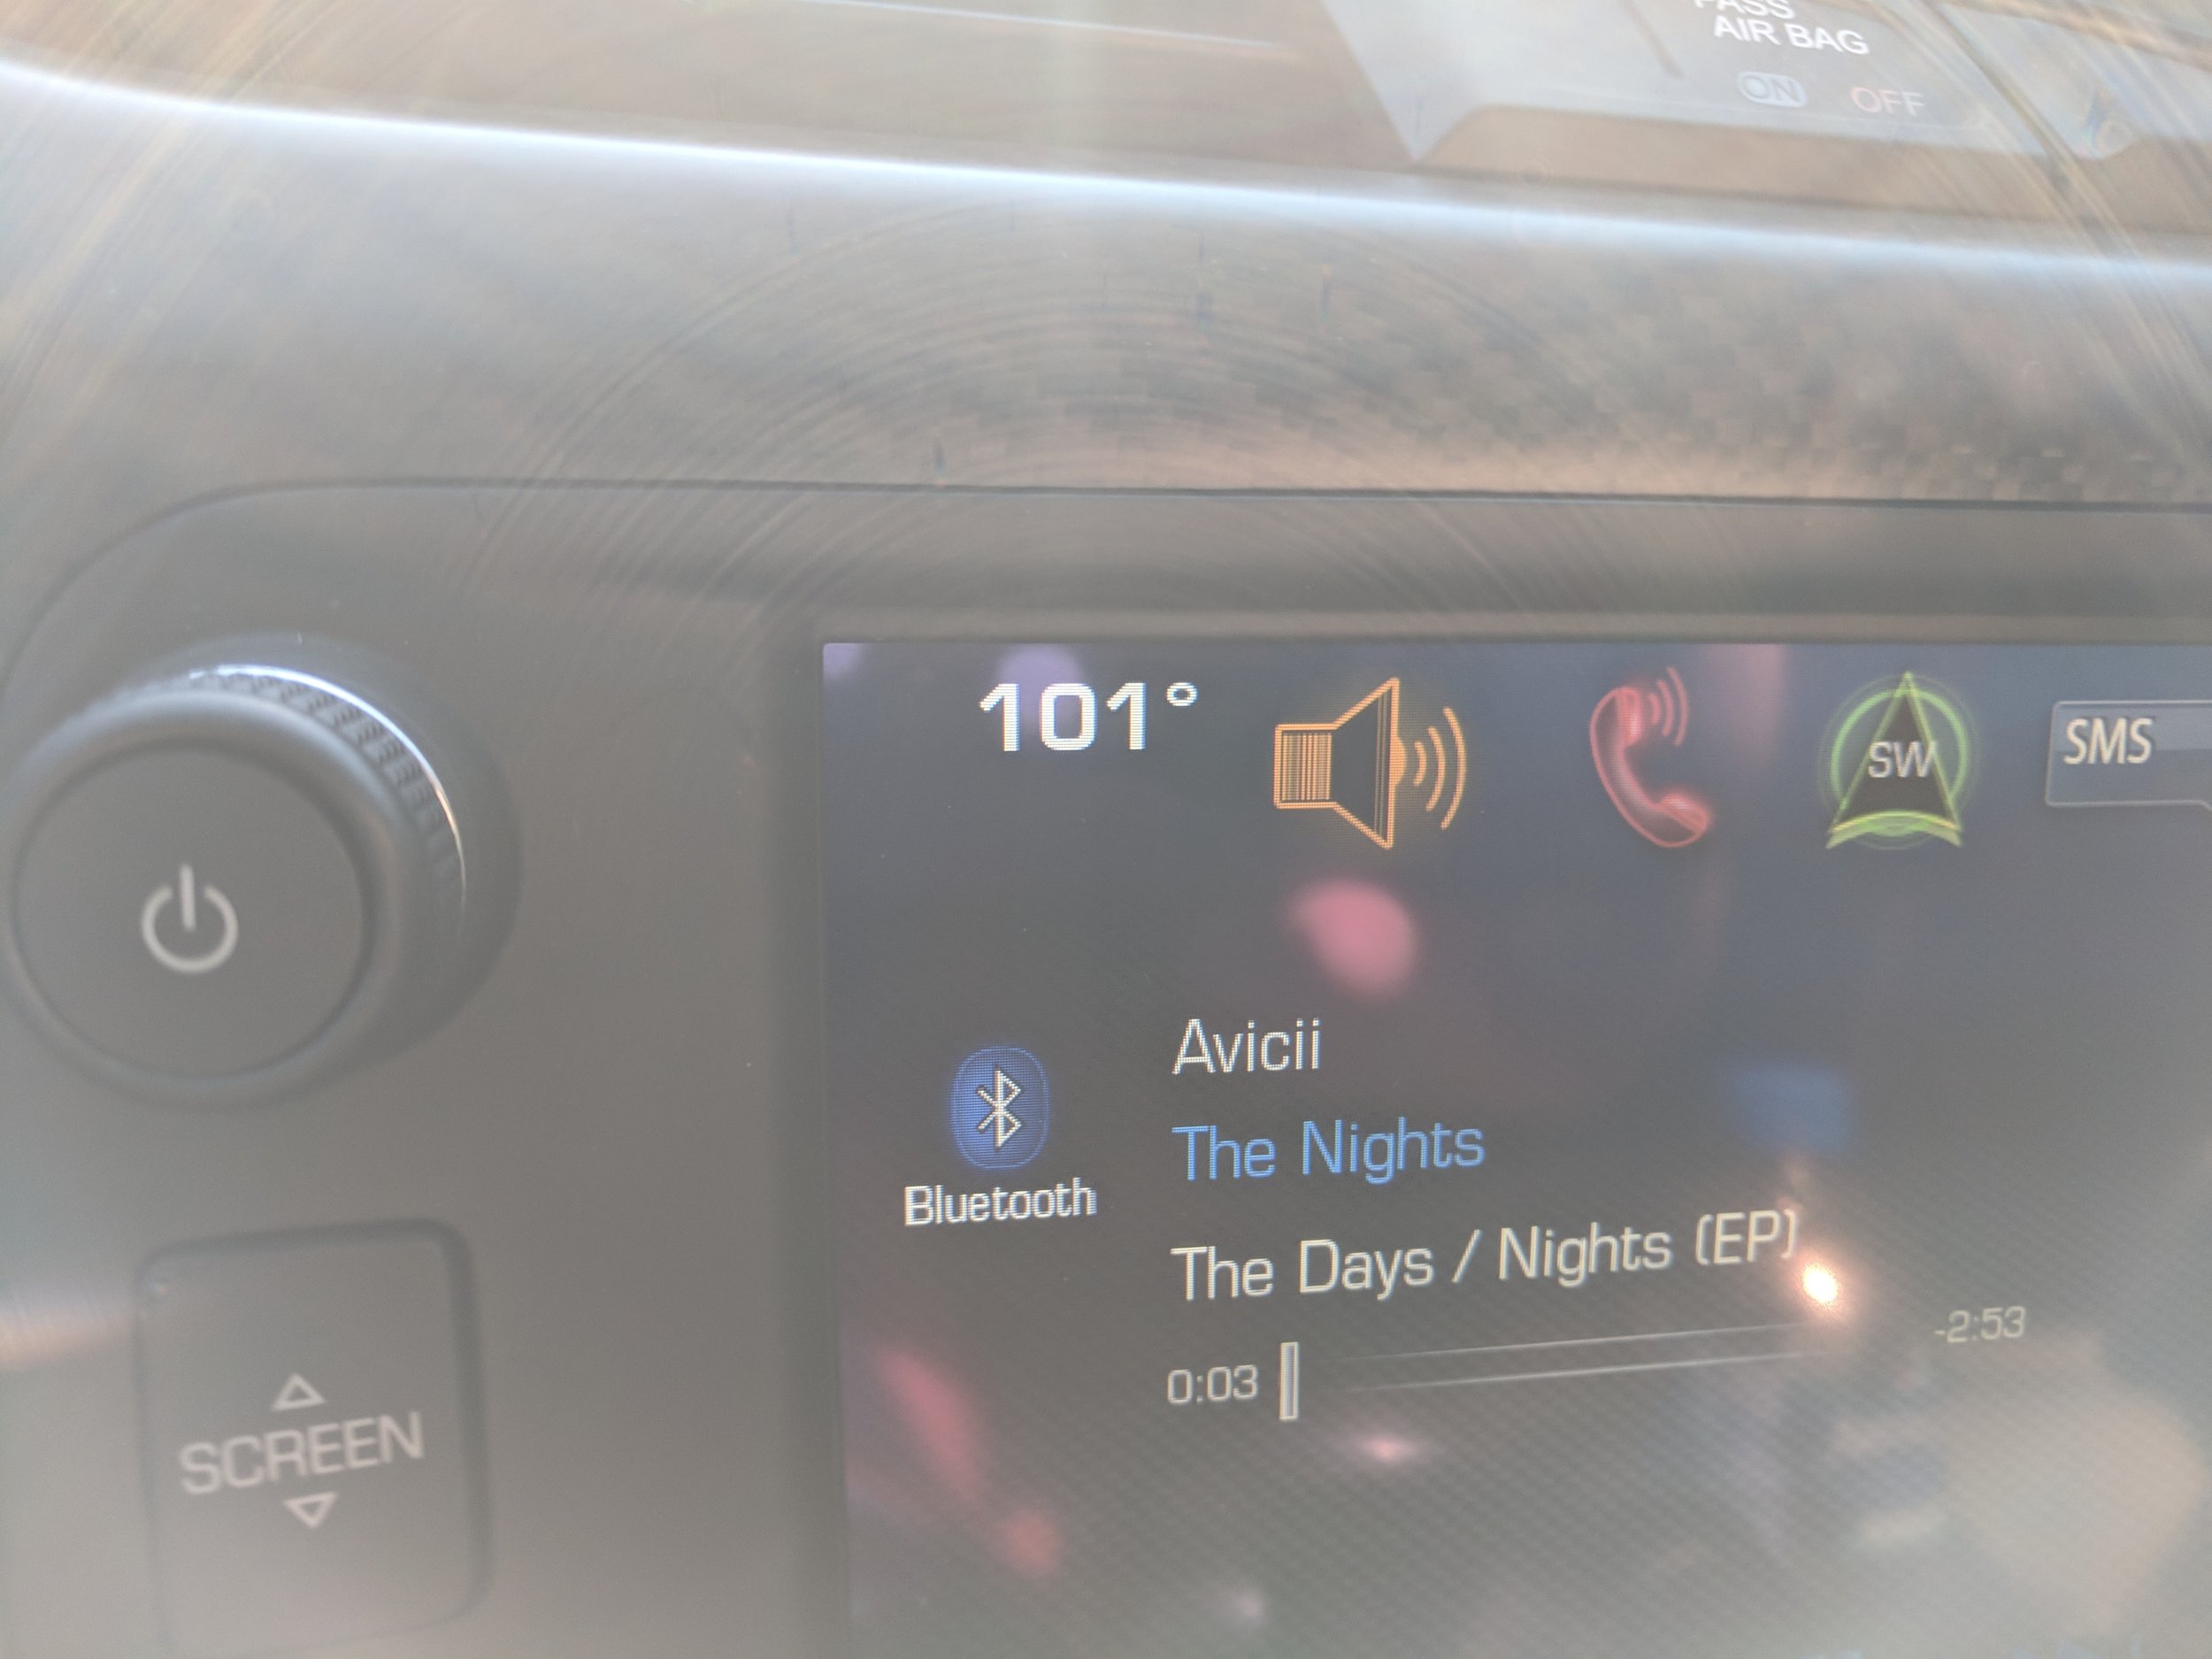 PASS
AIR BAG
ON OFF
101°
SW
SMS
Avicii
The Nights
Bluetooth
The Days / Nights (EP)
0:03
-2:53
SCREEN